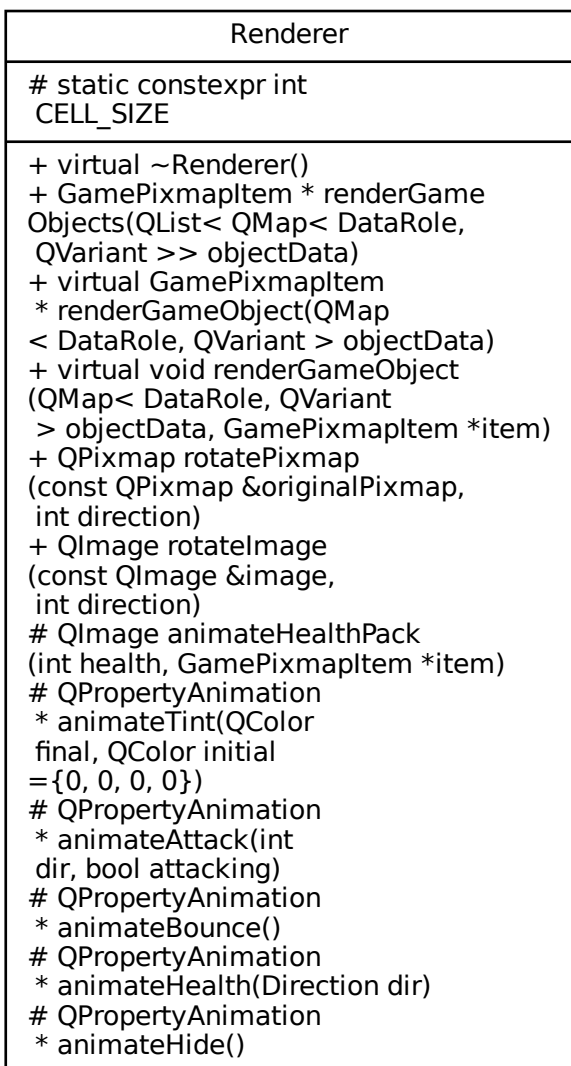 Renderer
# static constexpr int
CELL_SIZE
+ virtual ~Renderer()
+ GamePixmapItem * renderGame
Objects(QList< QMap< DataRole,
QVariant >> objectData)
+ virtual GamePixmapItem
* renderGameObject(QMap
< DataRole, QVariant > objectData)
+ virtual void renderGameObject
(QMap< DataRole, QVariant
> objectData, GamePixmapItem *item)
+ QPixmap rotatePixmap
(const QPixmap &originalPixmap,
int direction)
+ QImage rotateImage
(const QImage &image,
int direction)
# QImage animateHealthPack
(int health, GamePixmapItem *item)
# QPropertyAnimation
* animateTint(QColor
final, QColor initial
={0, 0, 0, 0})
# QPropertyAnimation
* animateAttack(int
dir, bool attacking)
# QPropertyAnimation
* animateBounce()
# QPropertyAnimation
* animateHealth(Direction dir)
# QPropertyAnimation
* animateHide()